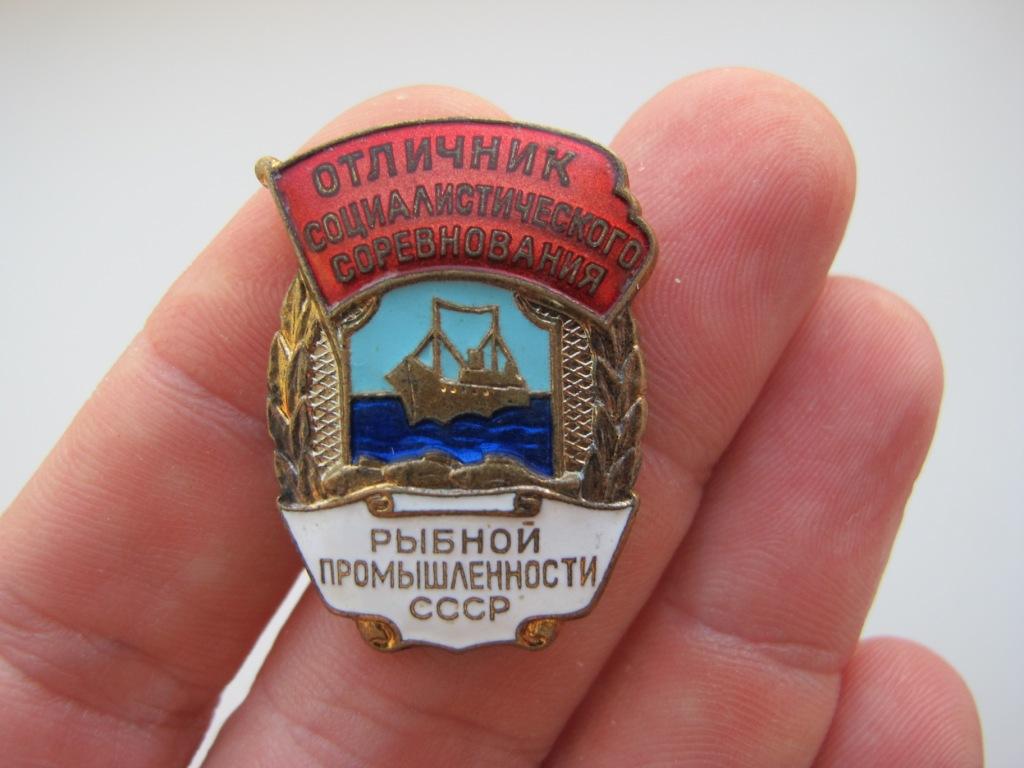 ОТЛИЧНИК
СОЦИАЛИСТИЧЕСКОГО
СОРЕВНОВАНИЯ
РЫБНОЙ
ПРОМЫШЛЕННОСТИ
СССР